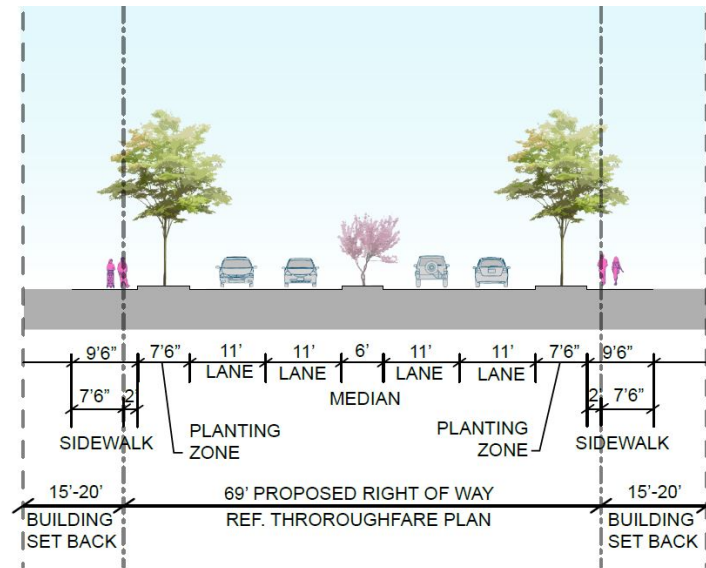 9'6" 7'6" 11' 11' 6' 11' 11' 7'6" 9'6"
LANE LANE LANE LANE
7'6" 2' MEDIAN 2' 7'6"
SIDEWALK PLANTING ZONE PLANTING ZONE SIDEWALK
15'-20' 69' PROPOSED RIGHT OF WAY 15'-20'
BUILDING SET BACK REF. THROROUGHFARE PLAN BUILDING SET BACK